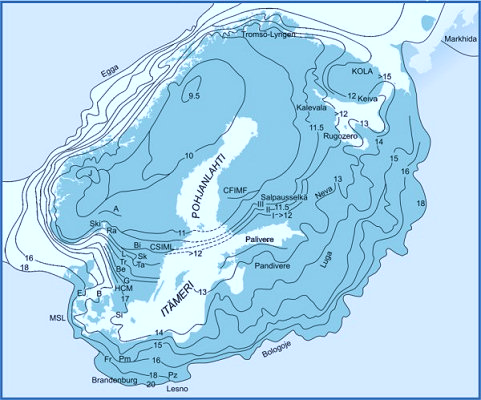 Tromso-Lyngen
Markhida
Egga
KOLA
>15
9.5
12 Keiva
Kalevala
>12
13
11.5
Rugozero
14
10
15
16
CFIMF
13
Neva
POHJANLAHTI
Salpausselkä
III 11.5
II
I >12
18
A
Ski
Ra
11
Palivere
Bi
CSIML
>12
L
Sk
Tr
Ta
Be
Pandivere
Luga
16
18
G
HCM
EJ
B
17
13
ITÄMERI
MSL
Si
14
15
Bologoje
Fr
Pm
16
Brandenburg
18
Pz
20
Lesno